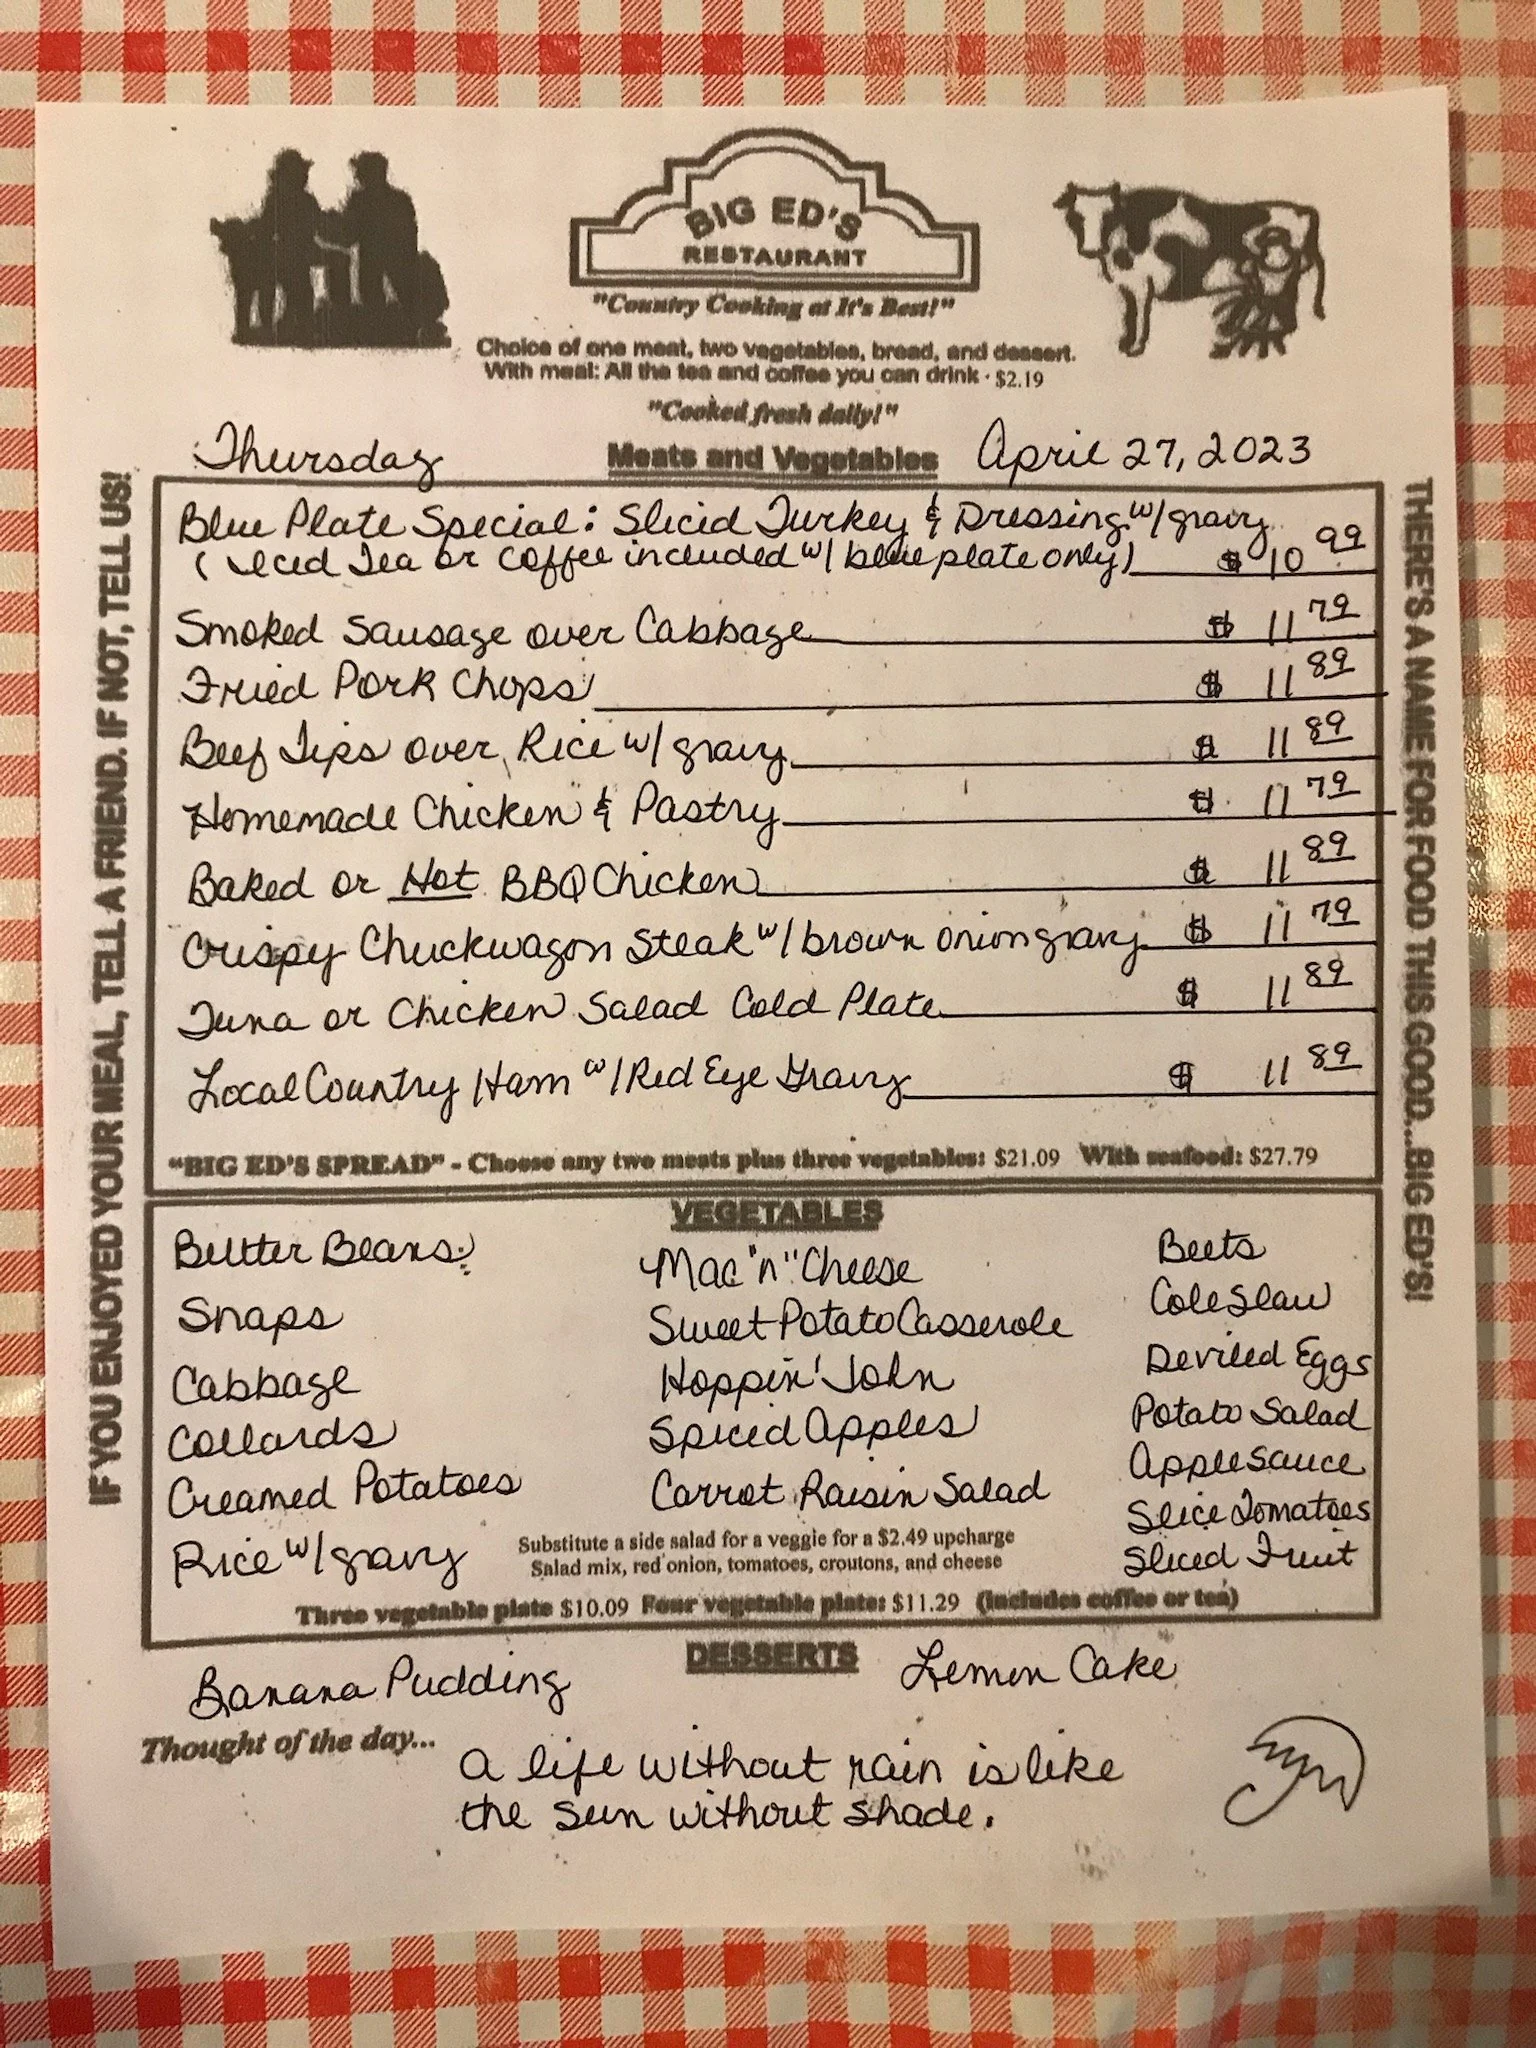 BIG ED'S
RESTAURANT
"Country Cooking at It's Best!"
Choice of one meat, two vegetables, bread, and dessert.
With meal: All the tea and coffee you can drink · $2.19
"Cooked fresh daily!"
Thursday
Meats and Vegetables
April 27, 2023
IF YOU ENJOYED YOUR MEAL, TELL A FRIEND. IF NOT, TELL US!
THERE'S A NAME FOR FOOD THIS GOOD...BIG ED'S!
Blue Plate Special: Sliced Turkey & Dressing w/ gravy
(Iced Tea or Coffee included w/ blue plate only) $ 10 99
Smoked Sausage over Cabbage $ 11 79
Fried Pork Chops $ 11 89
Beef Tips over Rice w/ gravy $ 11 89
Homemade Chicken & Pastry $ 11 79
Baked or Hot BBQ Chicken $ 11 89
Crispy Chuckwagon Steak w/ brown onion gravy $ 11 79
Tuna or Chicken Salad Cold Plate $ 11 89
Local Country Ham w/ Red Eye Gravy $ 11 89
"BIG ED'S SPREAD" - Choose any two meats plus three vegetables: $21.09 With seafood: $27.79
VEGETABLES
Butter Beans
Snaps
Cabbage
Collards
Creamed Potatoes
Rice w/ gravy
Mac "n" Cheese
Sweet Potato Casserole
Hoppin' John
Spiced Apples
Carrot Raisin Salad
Beets
Cole Slaw
Deviled Eggs
Potato Salad
Applesauce
Slice Tomatoes
Sliced Fruit
Substitute a side salad for a veggie for a $2.49 upcharge
Salad mix, red onion, tomatoes, croutons, and cheese
Three vegetable plate $10.09 Four vegetable plate: $11.29 (includes coffee or tea)
DESSERTS
Banana Pudding
Lemon Cake
Thought of the day...
A life without rain is like
the sun without shade.